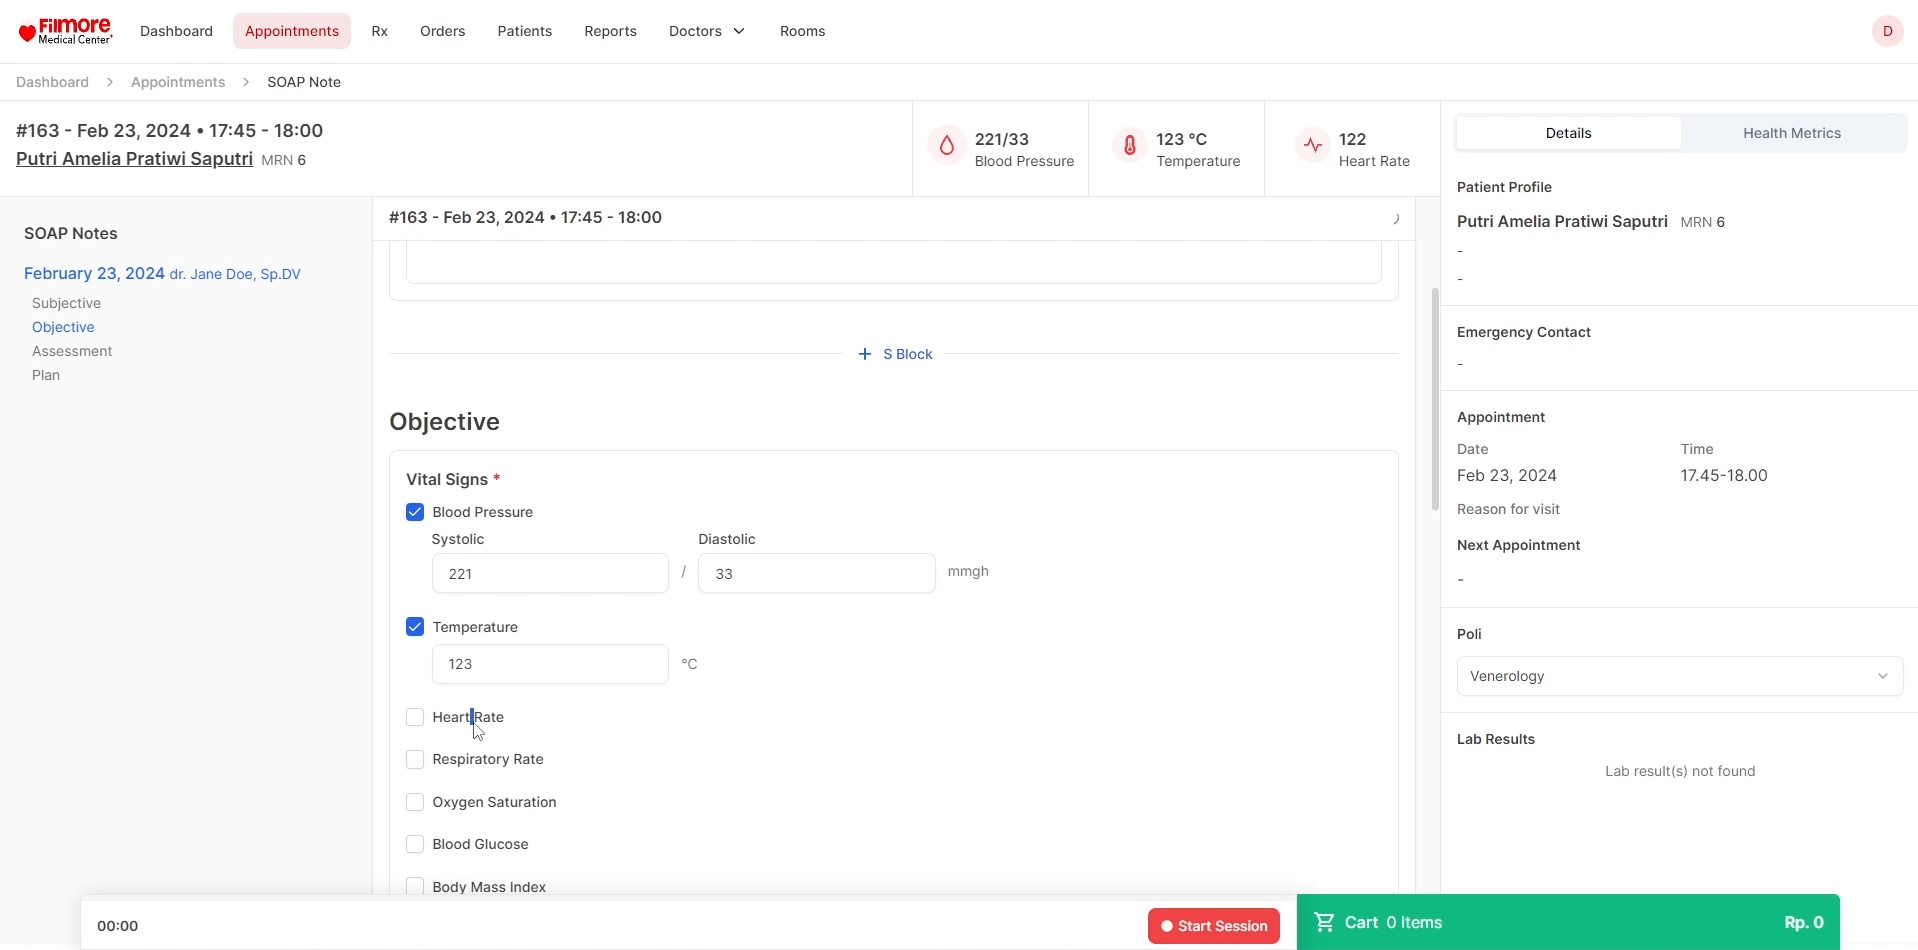 Filmore
Medical Center
Dashboard
Appointments
Rx
Orders
Patients
Reports
Doctors
Rooms
D
Dashboard > Appointments > SOAP Note
#163 - Feb 23, 2024 • 17:45 - 18:00
Putri Amelia Pratiwi Saputri MRN 6
221/33
Blood Pressure
123 °C
Temperature
122
Heart Rate
SOAP Notes
February 23, 2024 dr. Jane Doe, Sp.DV
Subjective
Objective
Assessment
Plan
#163 - Feb 23, 2024 • 17:45 - 18:00
+ S Block
Objective
Vital Signs *
Blood Pressure
Systolic
Diastolic
221 / 33 mmgh
Temperature
123 °C
Heart Rate
Respiratory Rate
Oxygen Saturation
Blood Glucose
Body Mass Index
Details
Health Metrics
Patient Profile
Putri Amelia Pratiwi Saputri MRN 6
-
-
Emergency Contact
-
Appointment
Date
Time
Feb 23, 2024
17.45-18.00
Reason for visit
Next Appointment
-
Poli
Venerology
Lab Results
Lab result(s) not found
00:00
Start Session
Cart 0 Items
Rp. 0